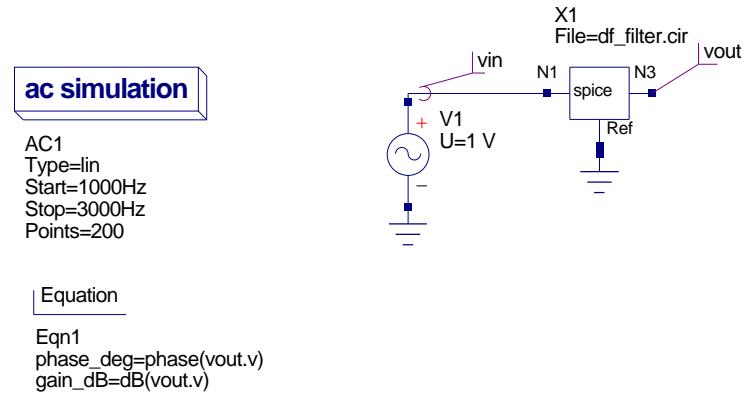 X1
File=df_filter.cir
vin
vout
N1
spice
N3
Ref
+
V1
U=1 V
–
ac simulation
AC1
Type=lin
Start=1000Hz
Stop=3000Hz
Points=200
Equation
Eqn1
phase_deg=phase(vout.v)
gain_dB=dB(vout.v)